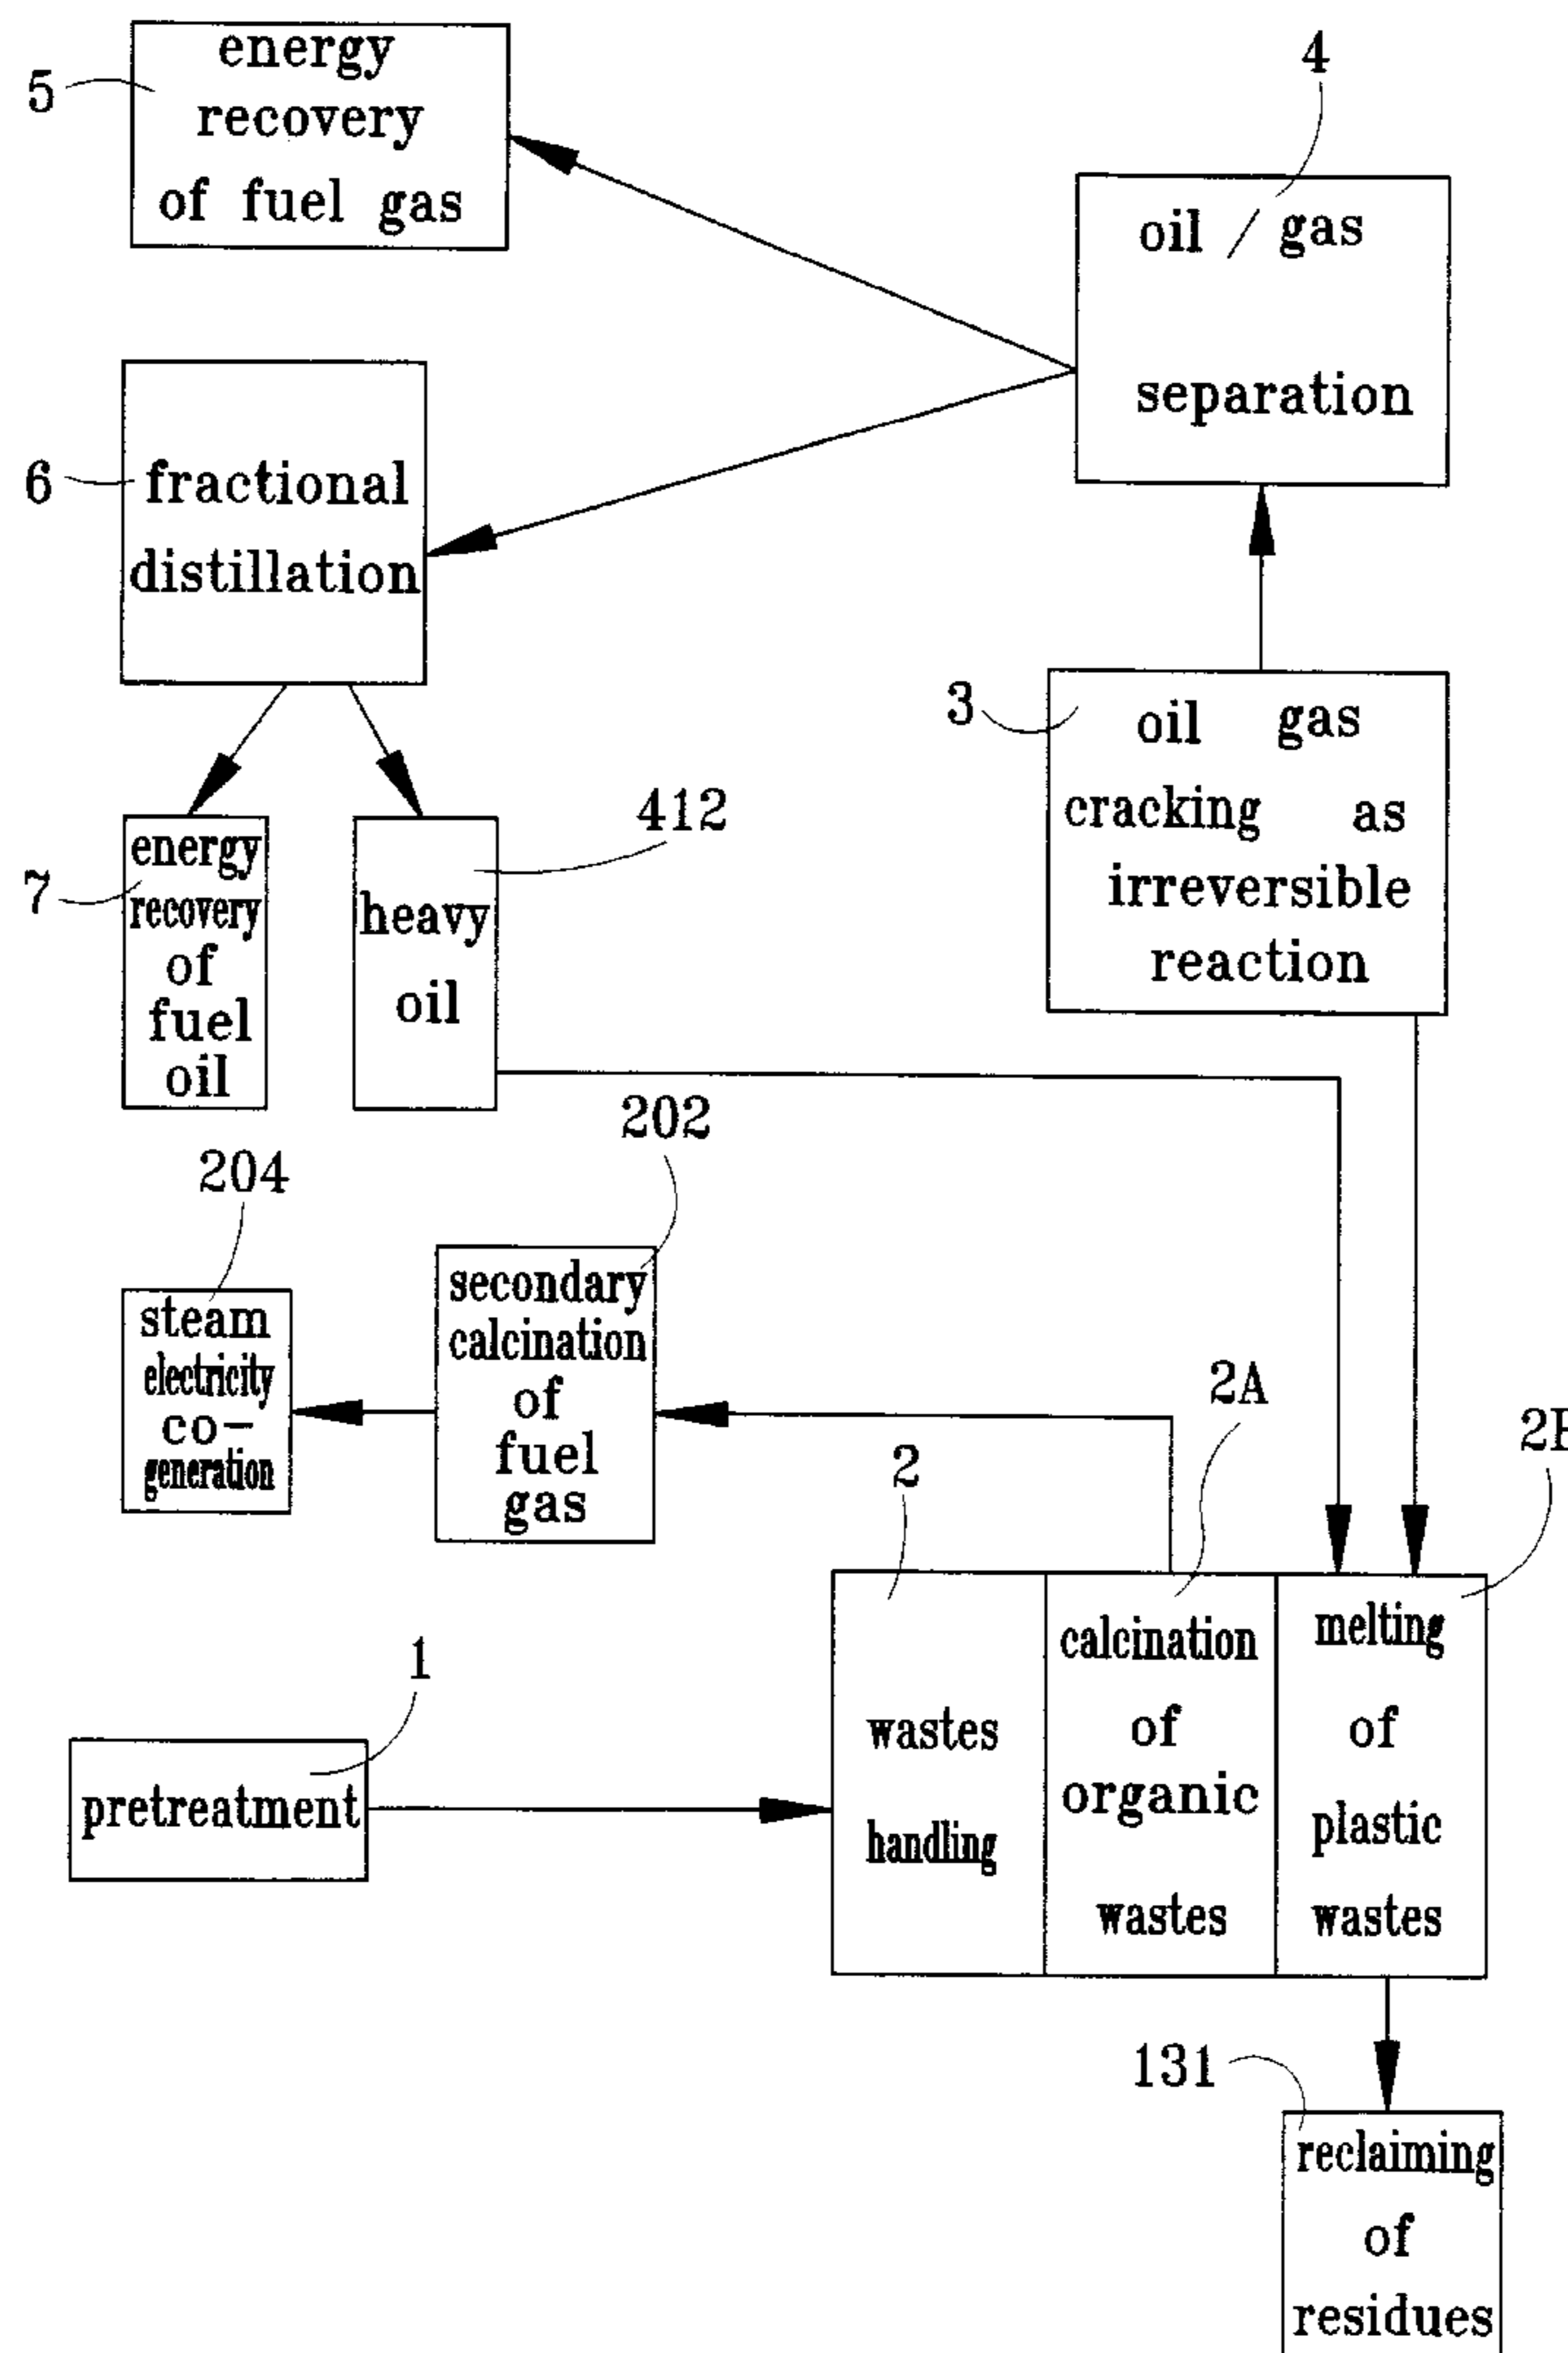 5
energy
recovery
of fuel gas
4
oil / gas
separation
6
fractional
distillation
3
oil gas
cracking as
irreversible
reaction
7
energy
recovery
of
fuel
oil
412
heavy
oil
202
204
steam
electricity
co-
generation
secondary
calcination
of
fuel
gas
2
2A
wastes
handling
calcination
of
organic
wastes
melting
of
plastic
wastes
1
pretreatment
131
reclaiming
of
residues